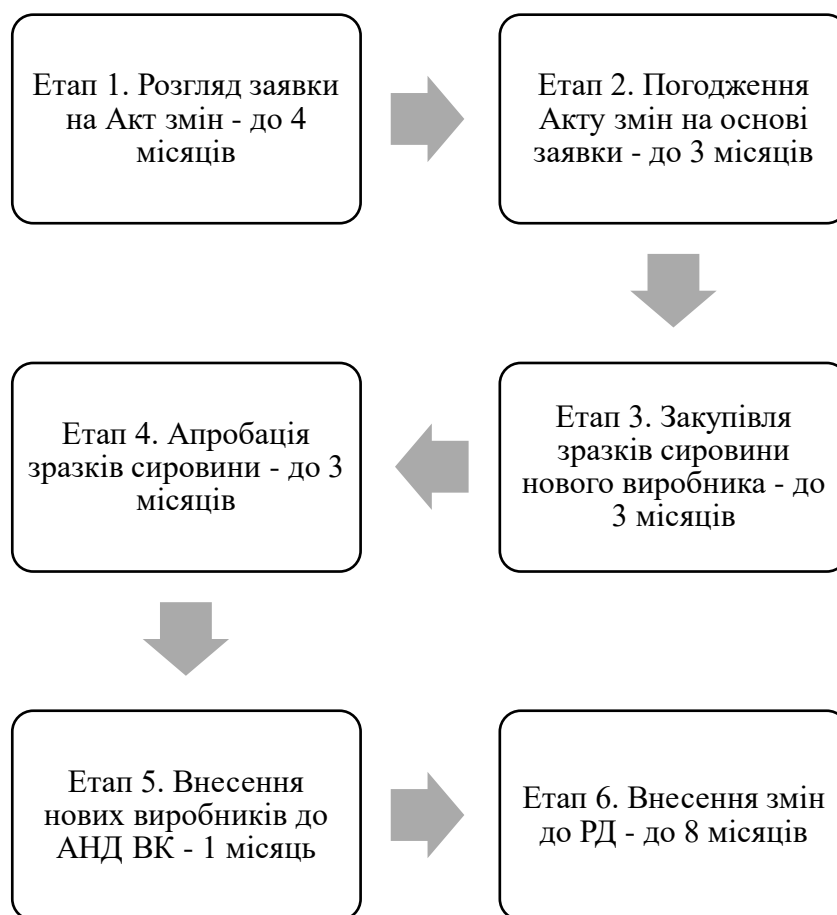 Етап 1. Розгляд заявки
на Акт змін - до 4
місяців
Етап 2. Погодження
Акту змін на основі
заявки - до 3 місяців
Етап 3. Закупівля
зразків сировини
нового виробника - до
3 місяців
Етап 4. Апробація
зразків сировини - до 3
місяців
Етап 5. Внесення
нових виробників до
АНД ВК - 1 місяць
Етап 6. Внесення змін
до РД - до 8 місяців